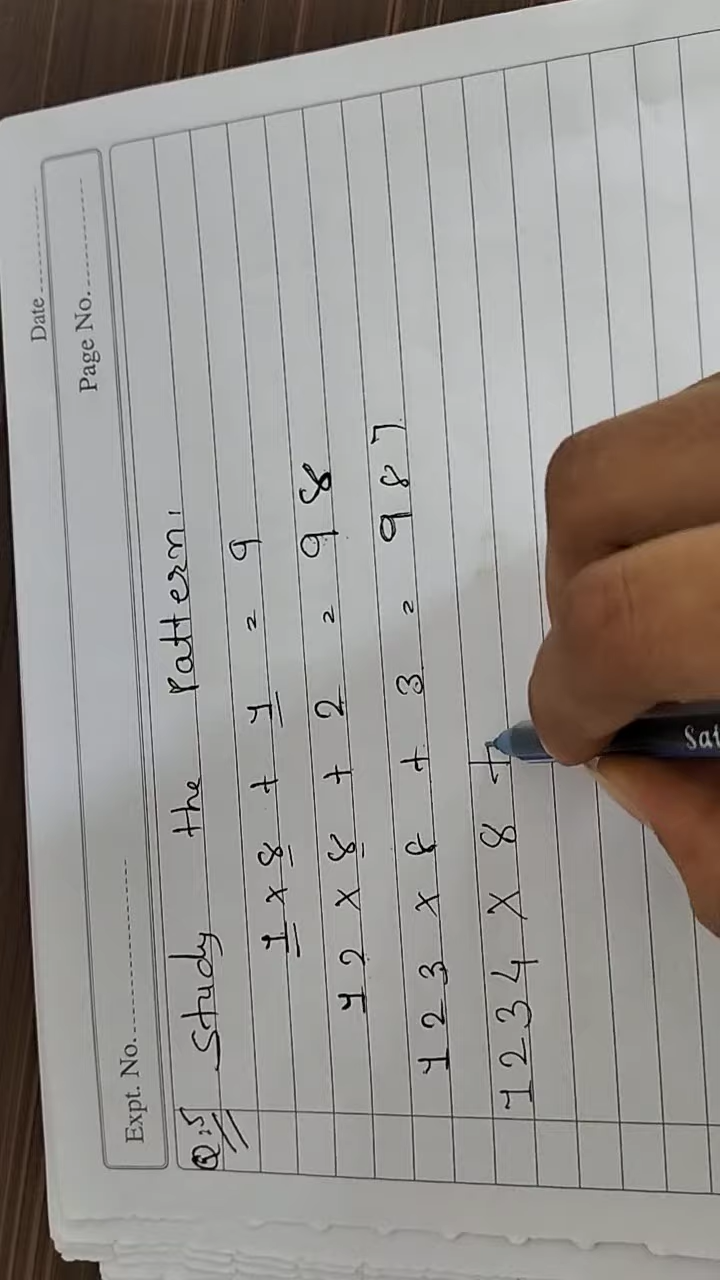 Date
Page No.
Expt. No.
Q:5 Study the Pattern.
1 x 8 + 1 = 9
12 x 8 + 2 = 98
123 x 8 + 3 = 987
1234 x 8 +